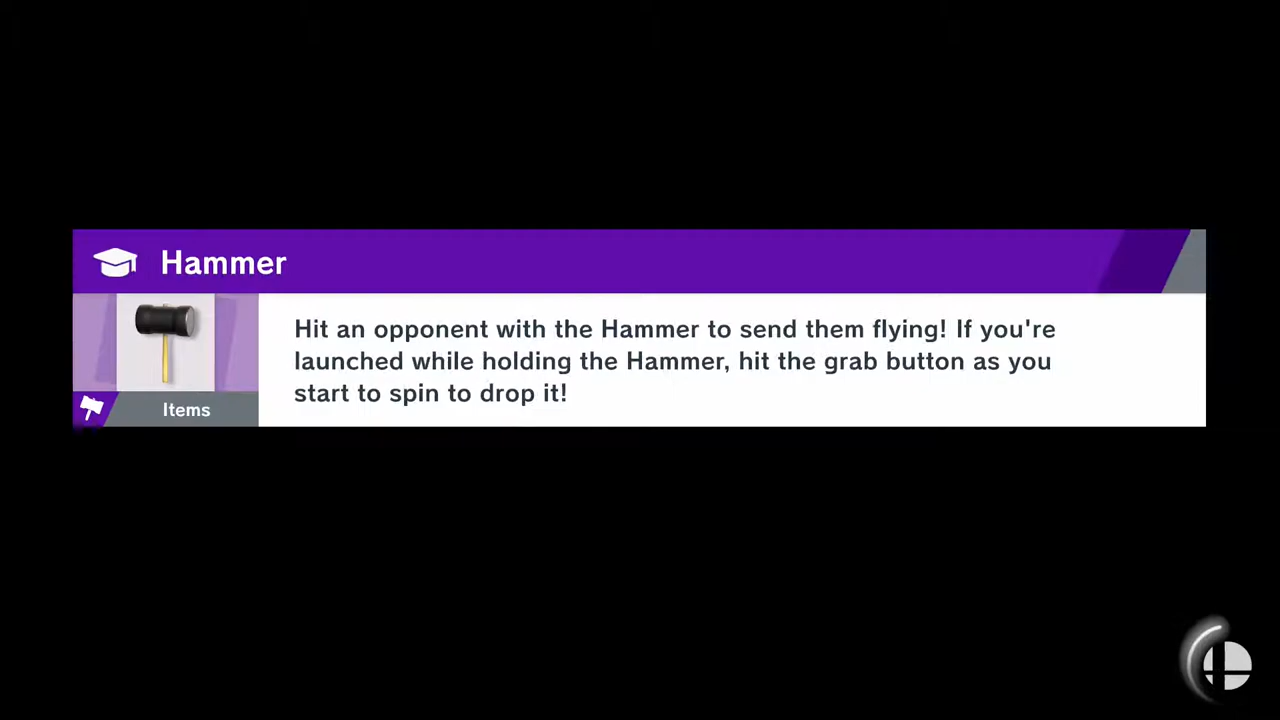 Hammer
Hit an opponent with the Hammer to send them flying! If you're
launched while holding the Hammer, hit the grab button as you
start to spin to drop it!
Items